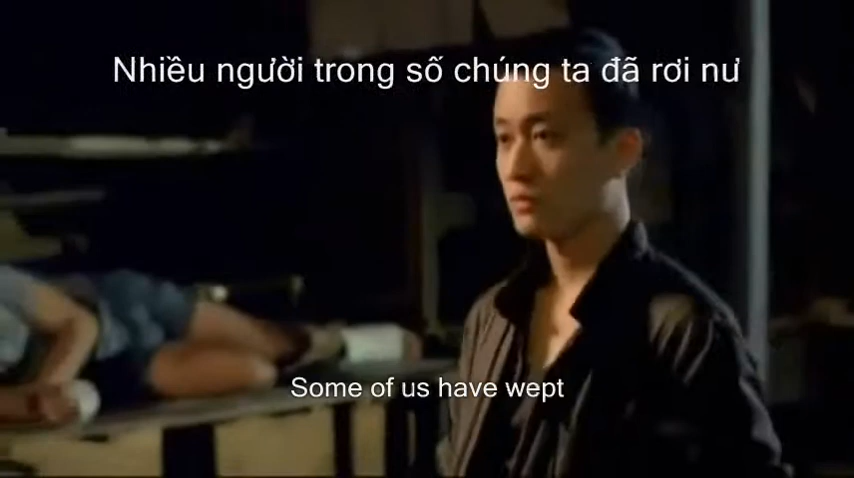 Nhiều người trong số chúng ta đã rơi nư
Some of us have wept